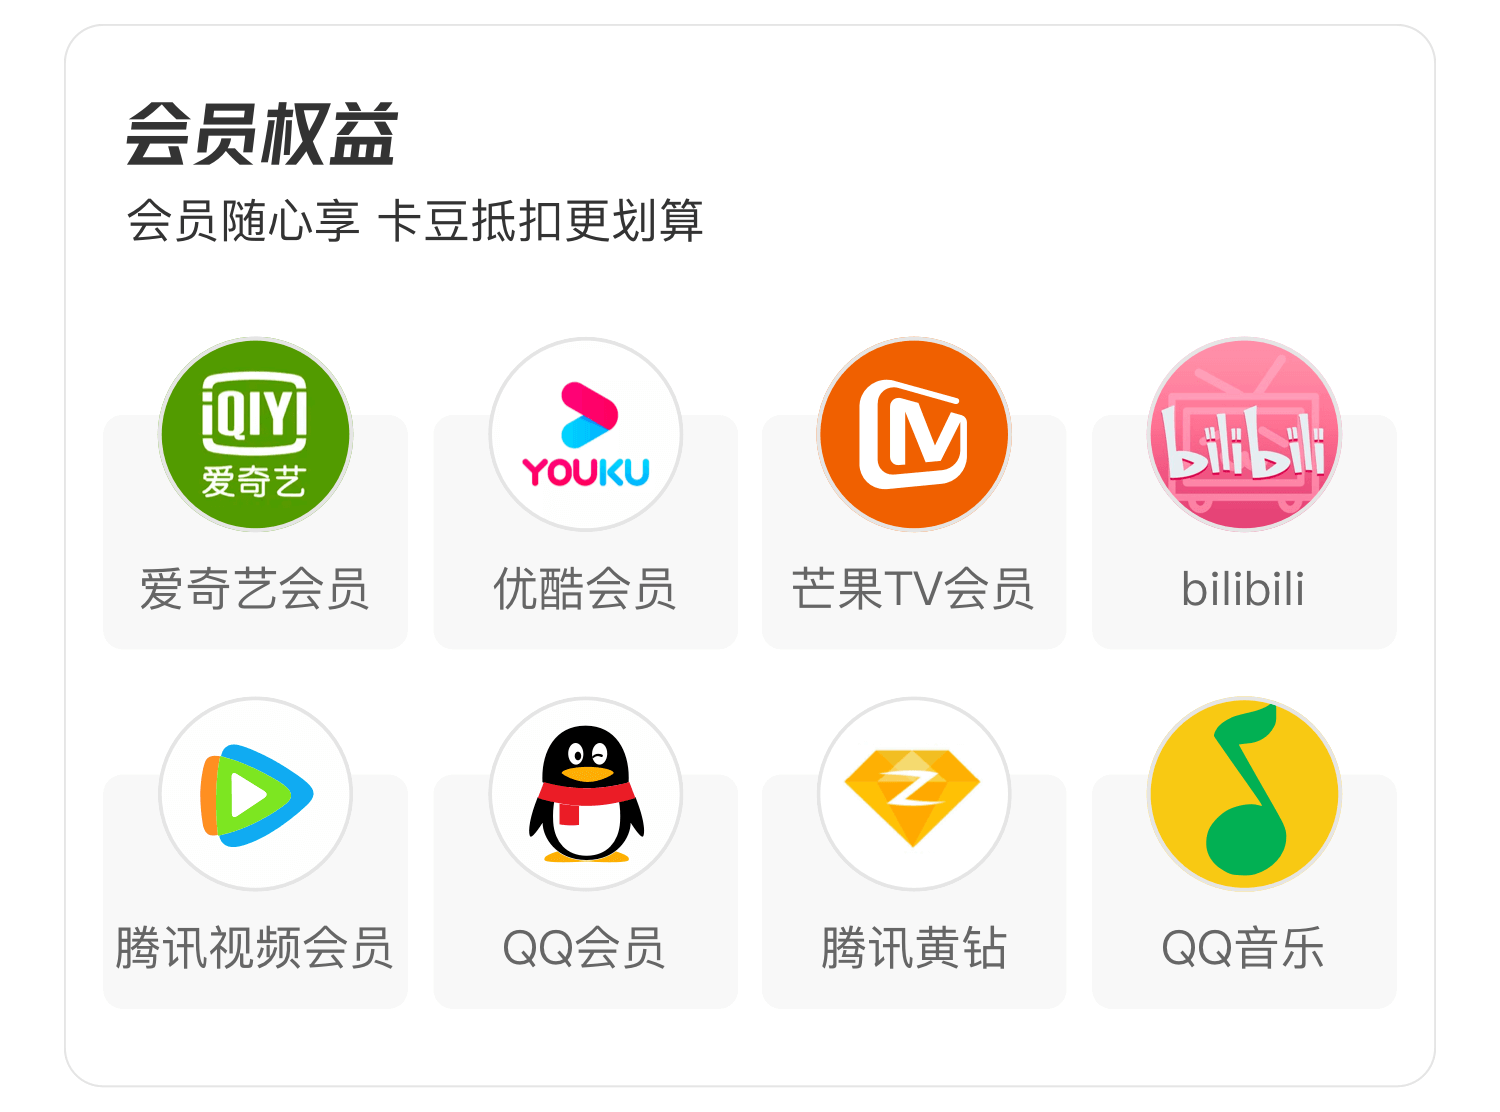 会员权益
会员随心享 卡豆抵扣更划算
iQIYI
爱奇艺
YOUKU
bilibili
爱奇艺会员
优酷会员
芒果TV会员
bilibili
腾讯视频会员
QQ会员
腾讯黄钻
QQ音乐